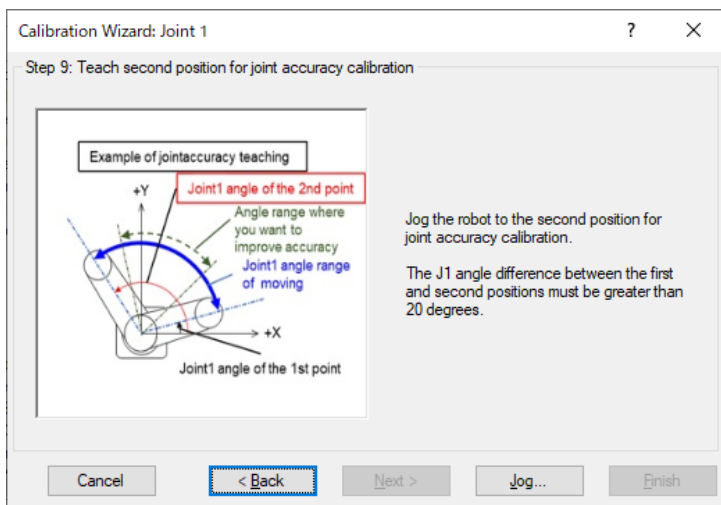 Calibration Wizard: Joint 1
?
Step 9: Teach second position for joint accuracy calibration
Example of jointaccuracy teaching
+Y
Joint1 angle of the 2nd point
Angle range where
you want to
improve accuracy
Joint1 angle range
of moving
+X
Joint1 angle of the 1st point
Jog the robot to the second position for
joint accuracy calibration.
The J1 angle difference between the first
and second positions must be greater than
20 degrees.
Cancel
< Back
Next >
Jog...
Finish